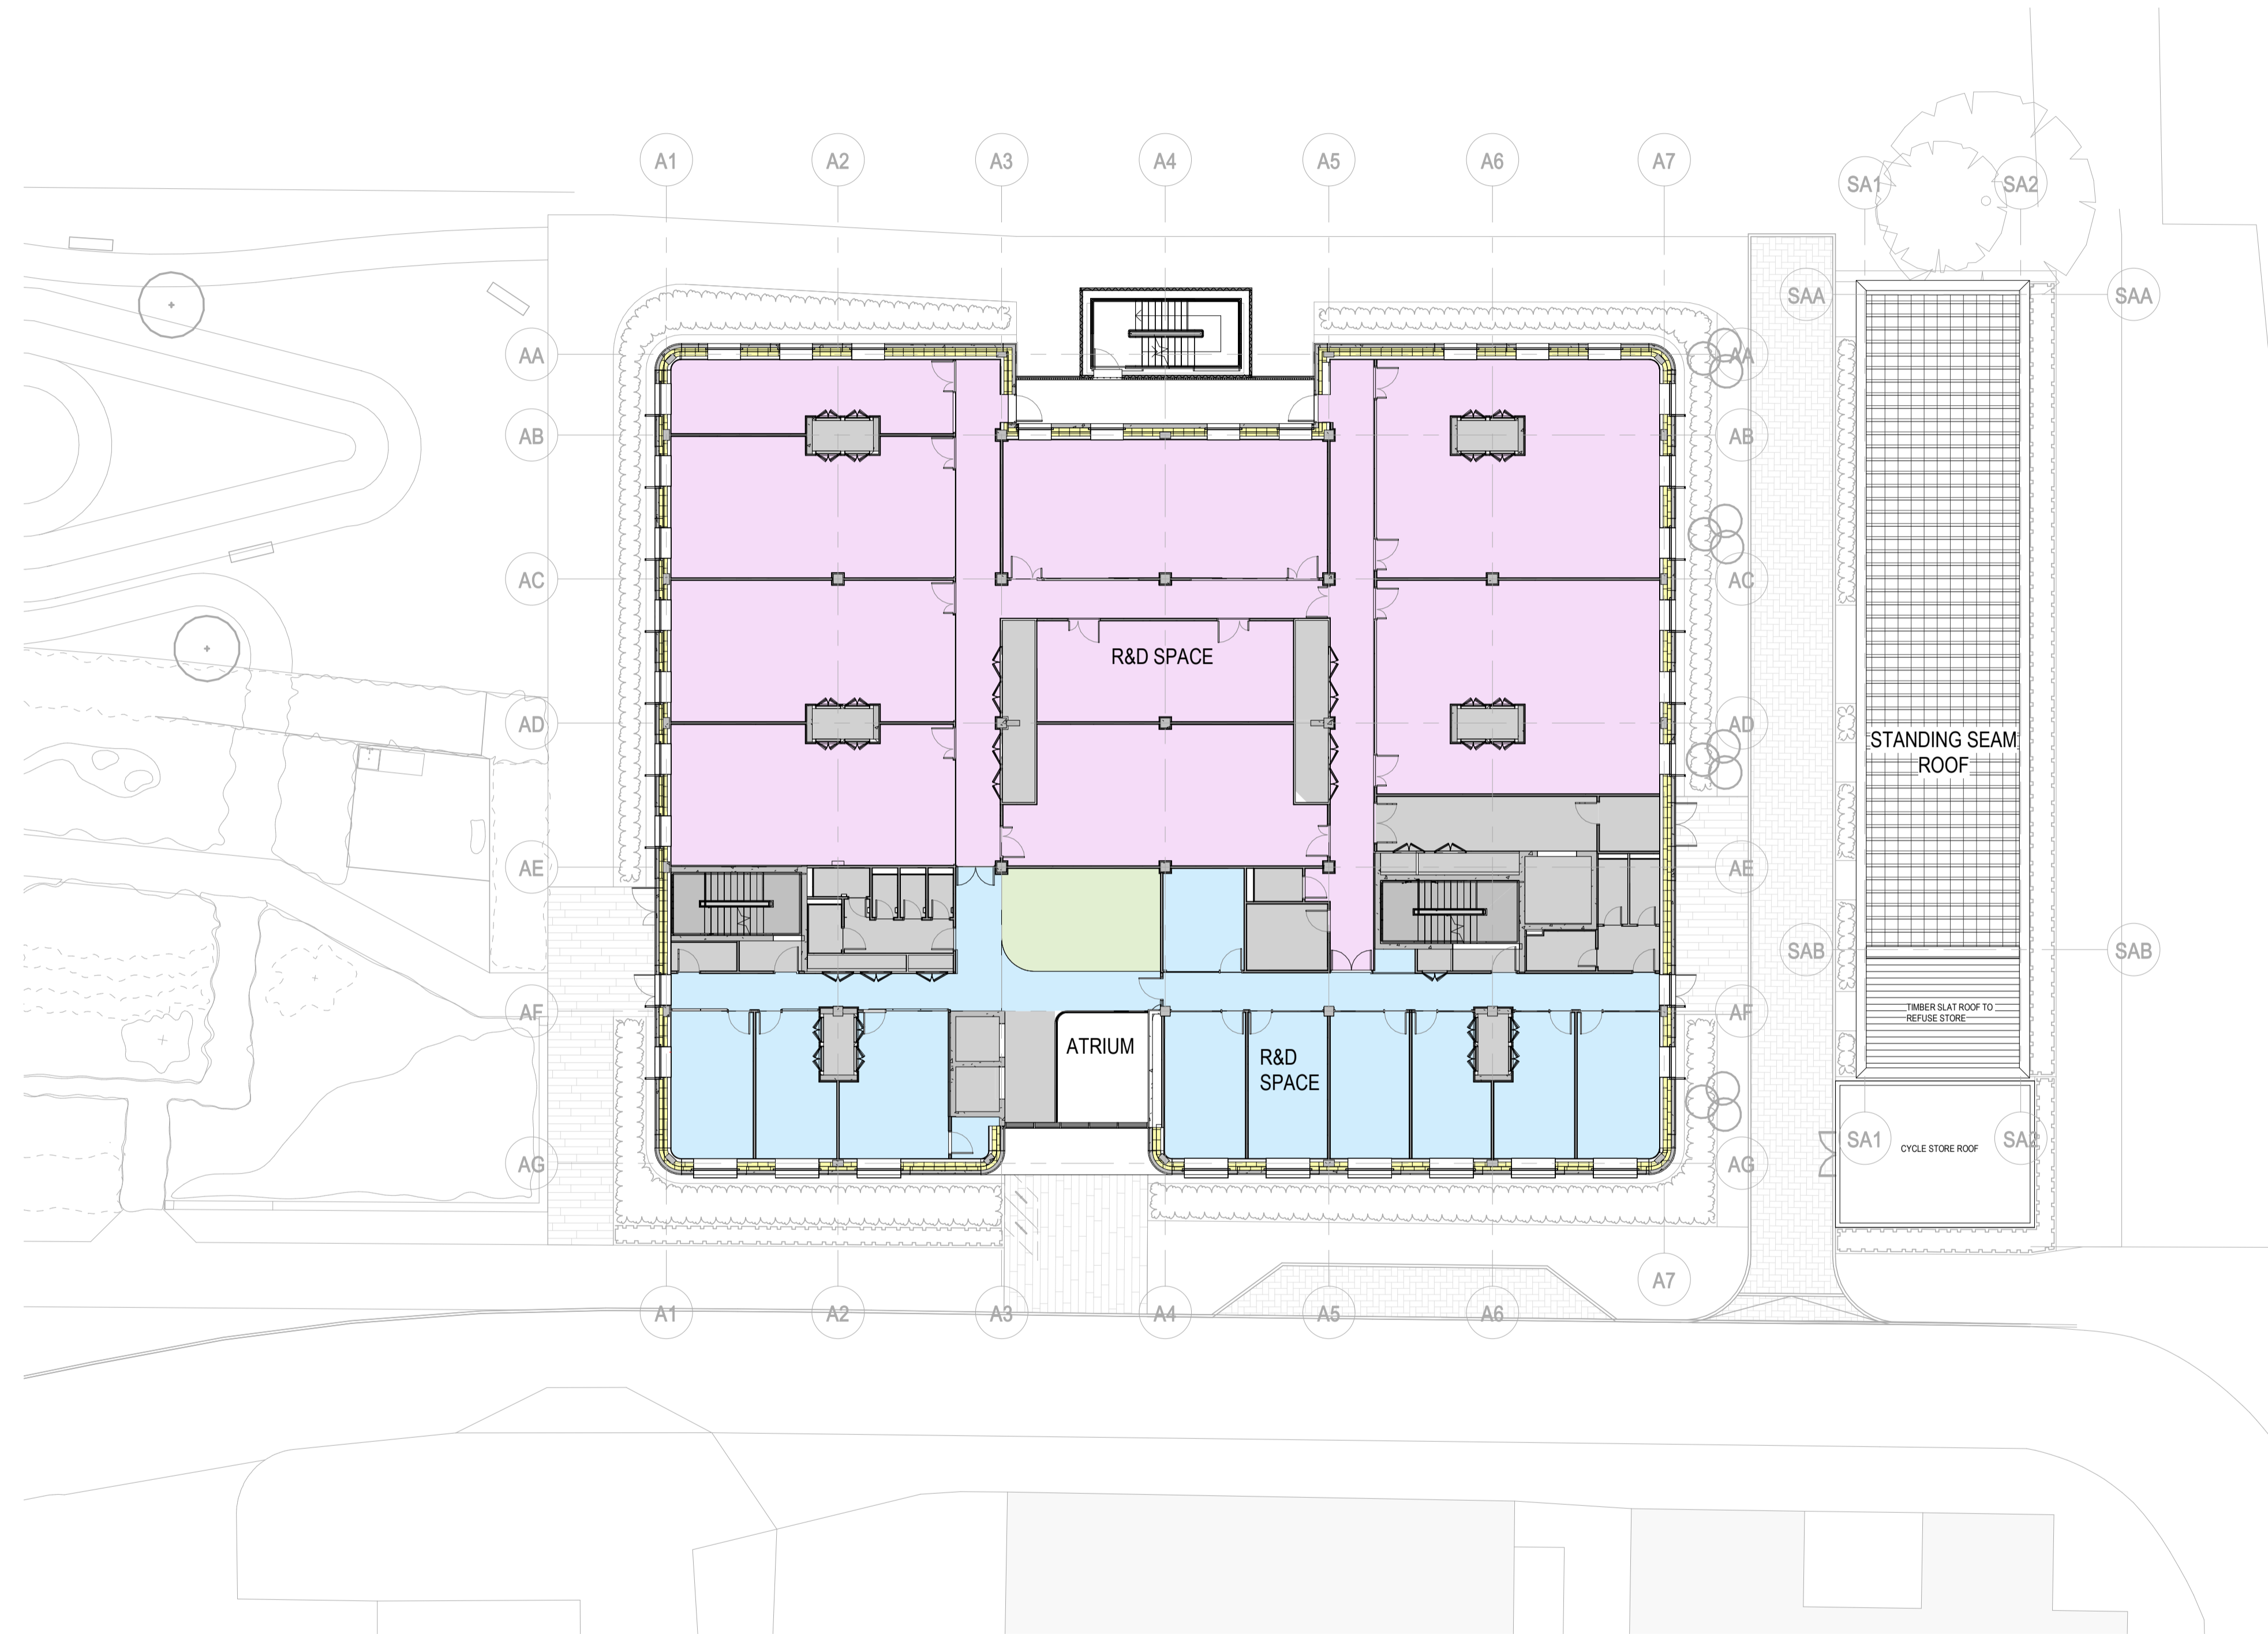 A1 A2 A3 A4 A5 A6 A7
SA1 SA2
SAA SAA
AA AA
AB AB
AC AC
R&D SPACE
AD AD
STANDING SEAM
ROOF
AE AE
SAB SAB
AF AF
TIMBER SLAT ROOF TO
REFUSE STORE
ATRIUM
R&D
SPACE
SA1 SA2
CYCLE STORE ROOF
AG AG
A7
A1 A2 A3 A4 A5 A6